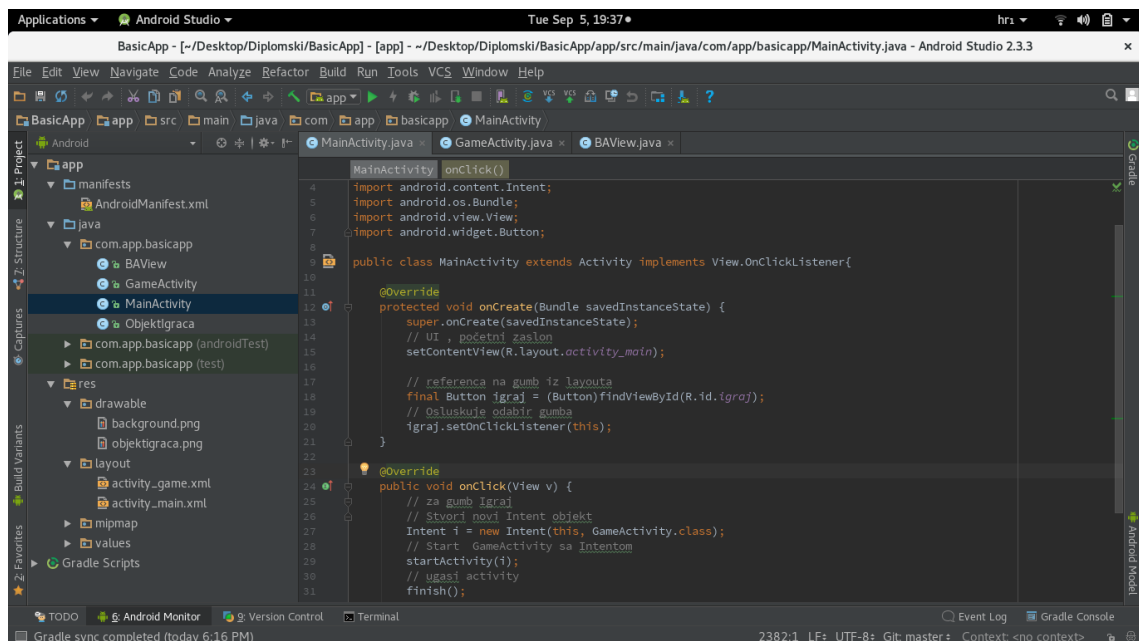 Applications Android Studio Tue Sep 5, 19:37 hr₁
BasicApp - [~/Desktop/Diplomski/BasicApp] - [app] - ~/Desktop/Diplomski/BasicApp/app/src/main/java/com/app/basicapp/MainActivity.java - Android Studio 2.3.3 ×
File Edit View Navigate Code Analyze Refactor Build Run Tools VCS Window Help
app VCS VCS ?
BasicApp app src main java com app basicapp MainActivity
Android MainActivity.java × GameActivity.java × BAView.java ×
1: Project
7: Structure
Captures
Build Variants
2: Favorites
app
manifests
AndroidManifest.xml
java
com.app.basicapp
BAView
GameActivity
MainActivity
ObjektIgraca
com.app.basicapp (androidTest)
com.app.basicapp (test)
res
drawable
background.png
objektigraca.png
layout
activity_game.xml
activity_main.xml
mipmap
values
Gradle Scripts
MainActivity onClick()
4 import android.content.Intent;
5 import android.os.Bundle;
6 import android.view.View;
7 import android.widget.Button;
8
9 public class MainActivity extends Activity implements View.OnClickListener{
10
11 @Override
12 protected void onCreate(Bundle savedInstanceState) {
13 super.onCreate(savedInstanceState);
14 // UI , početni zaslon
15 setContentView(R.layout.activity_main);
16
17 // referenca na gumb iz layouta
18 final Button igraj = (Button)findViewById(R.id.igraj);
19 // Osluskuje odabir gumba
20 igraj.setOnClickListener(this);
21 }
22
23 @Override
24 public void onClick(View v) {
25 // za gumb Igraj
26 // Stvori novi Intent objekt
27 Intent i = new Intent(this, GameActivity.class);
28 // Start GameActivity sa Intentom
29 startActivity(i);
30 // ugasi activity
31 finish();
Gradle
Android Model
TODO 6: Android Monitor 9: Version Control Terminal Event Log Gradle Console
Gradle sync completed (today 6:16 PM) 2382:1 LF÷ UTF-8÷ Git: master÷ Context: <no context>